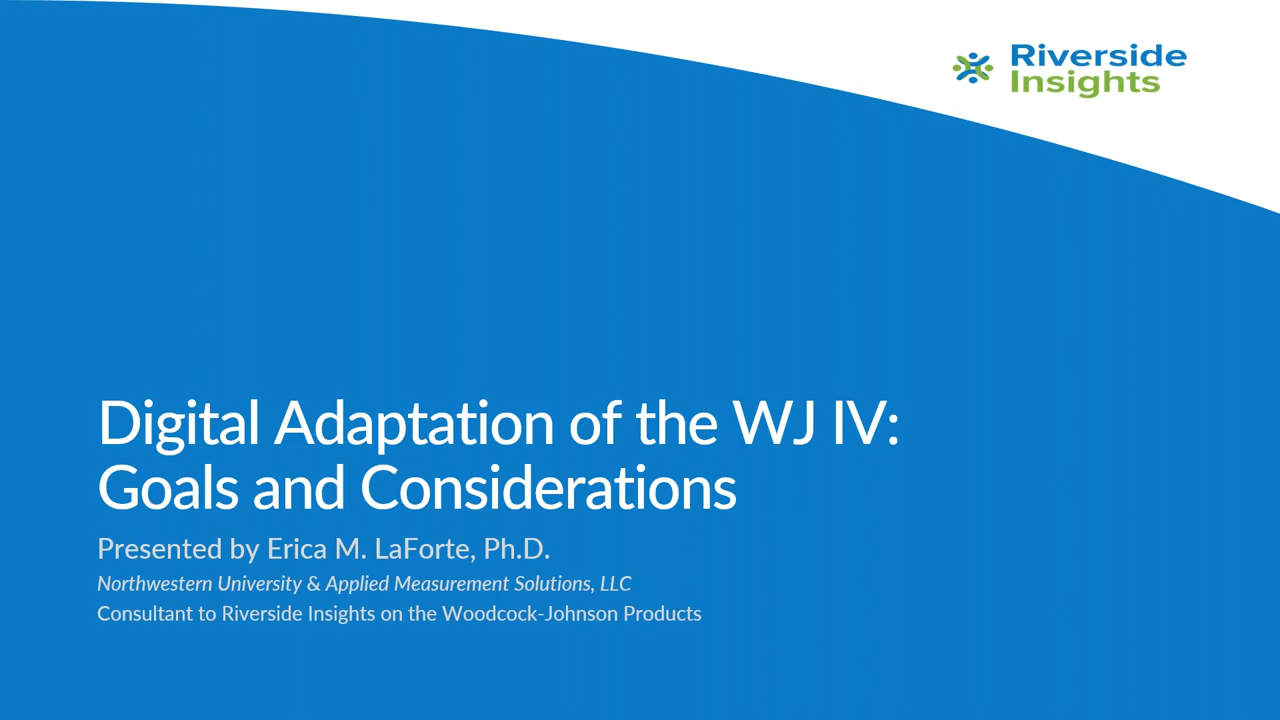 Riverside
Insights
Digital Adaptation of the WJ IV:
Goals and Considerations
Presented by Erica M. LaForte, Ph.D.
Northwestern University & Applied Measurement Solutions, LLC
Consultant to Riverside Insights on the Woodcock-Johnson Products